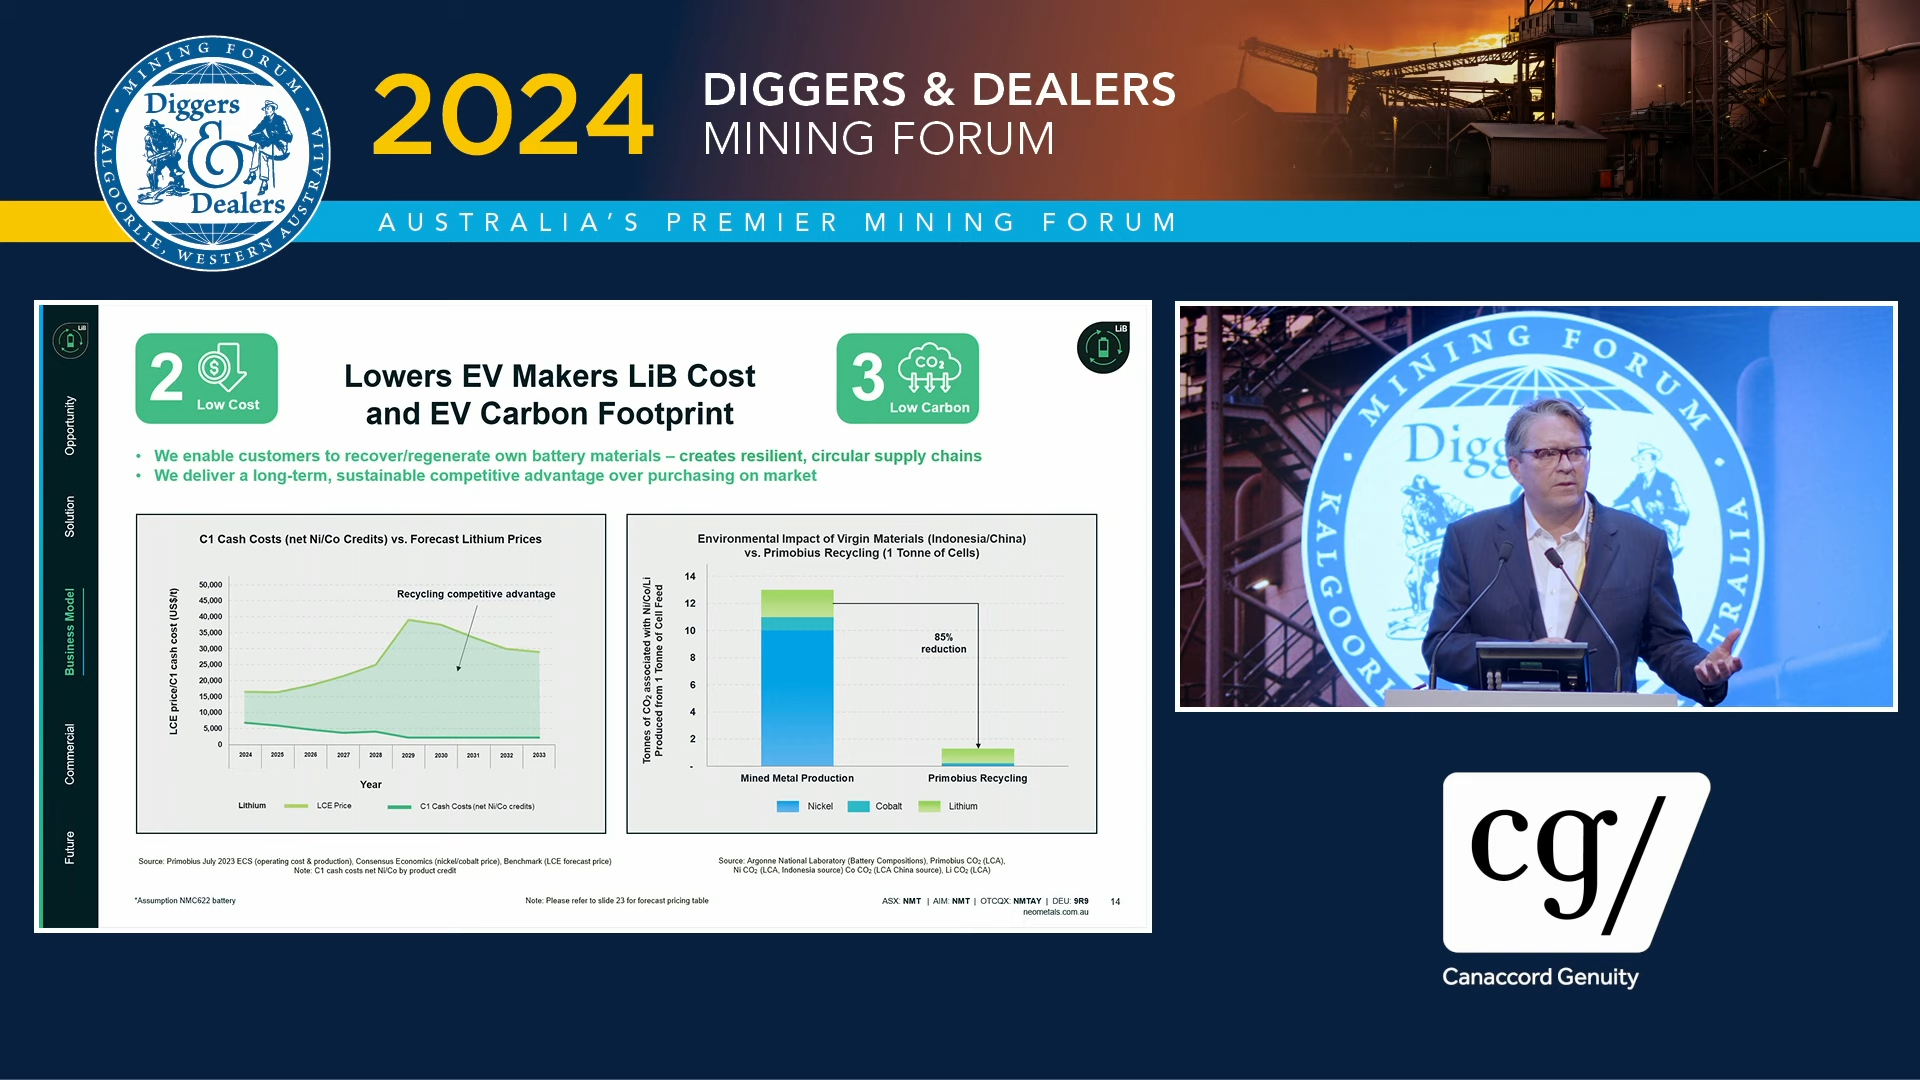 MINING FORUM
Diggers
&
Dealers
KALGOORLIE, WESTERN AUSTRALIA
2024
DIGGERS & DEALERS
MINING FORUM
AUSTRALIA'S PREMIER MINING FORUM
LiB
Opportunity
Solution
Business Model
Commercial
Future
2
Low Cost
Lowers EV Makers LiB Cost
and EV Carbon Footprint
3
CO₂
Low Carbon
LiB
• We enable customers to recover/regenerate own battery materials – creates resilient, circular supply chains
• We deliver a long-term, sustainable competitive advantage over purchasing on market
C1 Cash Costs (net Ni/Co Credits) vs. Forecast Lithium Prices
LCE price/C1 cash cost (US$/t)
50,000
45,000
40,000
35,000
30,000
25,000
20,000
15,000
10,000
5,000
0
Recycling competitive advantage
2024 2025 2026 2027 2028 2029 2030 2031 2032 2033
Year
Lithium LCE Price C1 Cash Costs (net Ni/Co credits)
Environmental Impact of Virgin Materials (Indonesia/China)
vs. Primobius Recycling (1 Tonne of Cells)
Tonnes of CO₂ associated with Ni/Co/Li
Produced from 1 Tonne of Cell Feed
14
12
10
8
6
4
2
-
85%
reduction
Mined Metal Production Primobius Recycling
Nickel Cobalt Lithium
Source: Primobius July 2023 ECS (operating cost & production), Consensus Economics (nickel/cobalt price), Benchmark (LCE forecast price)
Note: C1 cash costs net Ni/Co by product credit
Source: Argonne National Laboratory (Battery Compositions), Primobius CO₂ (LCA),
Ni CO₂ (LCA, Indonesia source) Co CO₂ (LCA China source), Li CO₂ (LCA)
*Assumption NMC622 battery
Note: Please refer to slide 23 for forecast pricing table
ASX: NMT | AIM: NMT | OTCQX: NMTAY | DEU: 9R9
neometals.com.au
14
MINING FORUM
Digg
KALGOORL
TRALIA
cg/
Canaccord Genuity